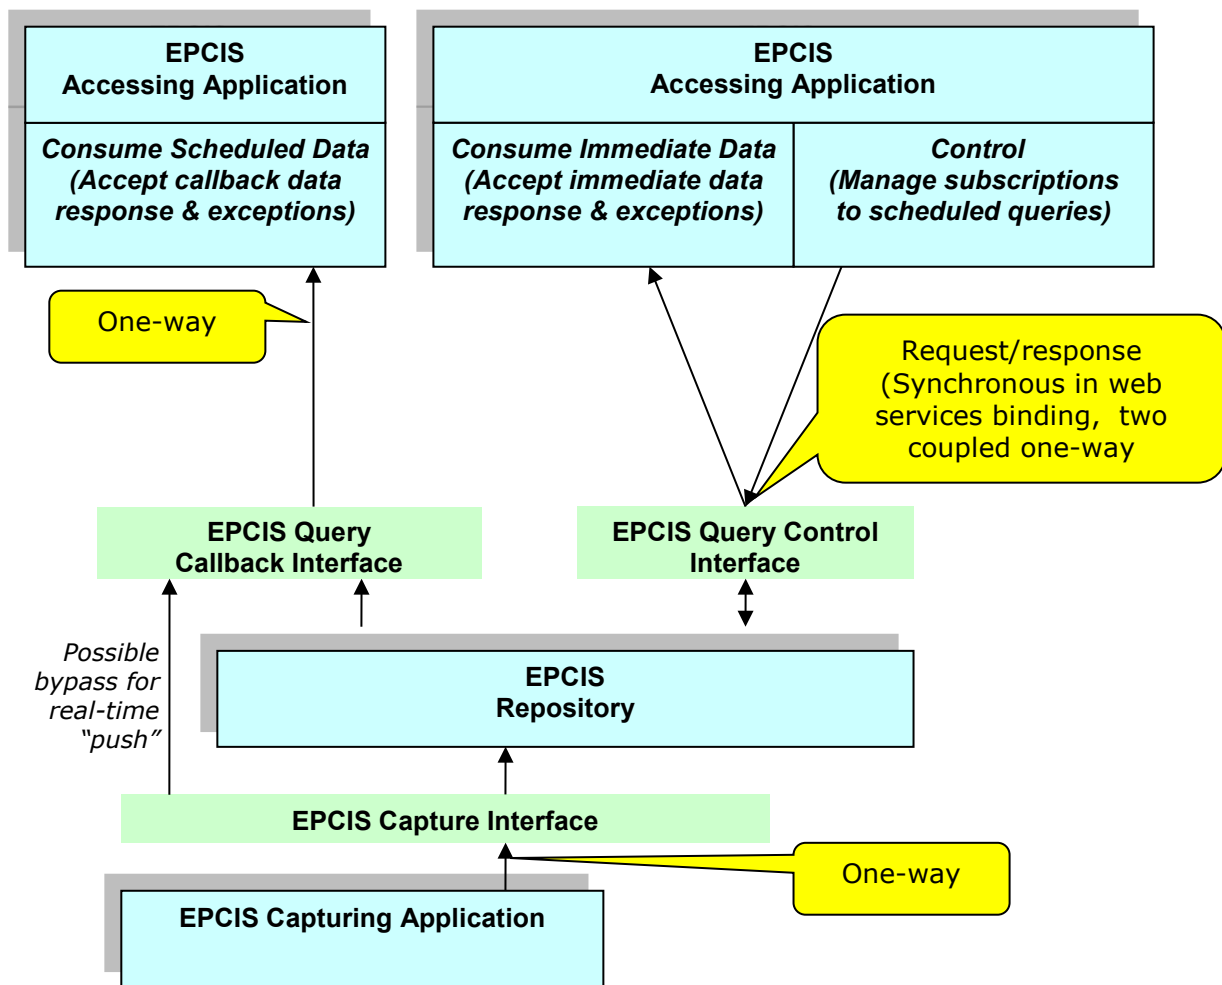 EPCIS
Accessing Application
Consume Scheduled Data
(Accept callback data
response & exceptions)
EPCIS
Accessing Application
Consume Immediate Data
(Accept immediate data
response & exceptions)
Control
(Manage subscriptions
to scheduled queries)
One-way
Request/response
(Synchronous in web
services binding, two
coupled one-way
EPCIS Query
Callback Interface
EPCIS Query Control
Interface
Possible
bypass for
real-time
“push”
EPCIS
Repository
EPCIS Capture Interface
One-way
EPCIS Capturing Application